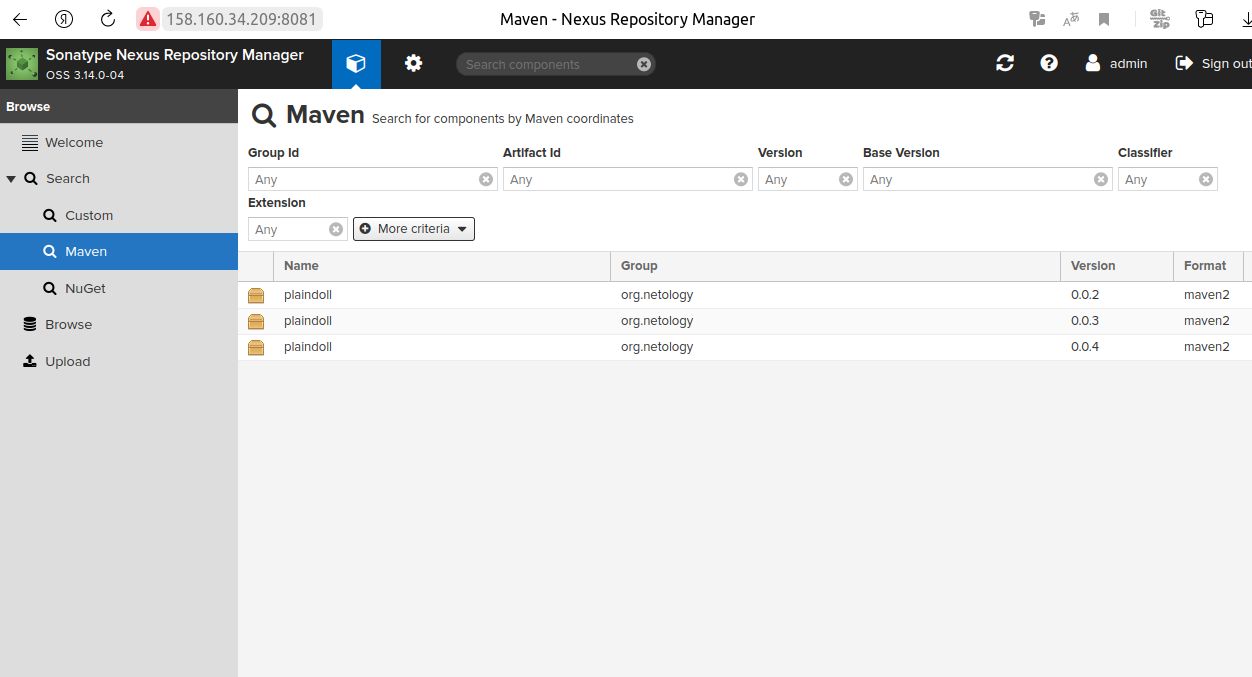 158.160.34.209:8081 Maven - Nexus Repository Manager
Sonatype Nexus Repository Manager
OSS 3.14.0-04
Search components
admin Sign out
Browse
Welcome
Search
Custom
Maven
NuGet
Browse
Upload
Maven Search for components by Maven coordinates
Group Id Artifact Id Version Base Version Classifier
Any Any Any Any Any
Extension
Any More criteria
Name Group Version Format
plaindoll org.netology 0.0.2 maven2
plaindoll org.netology 0.0.3 maven2
plaindoll org.netology 0.0.4 maven2